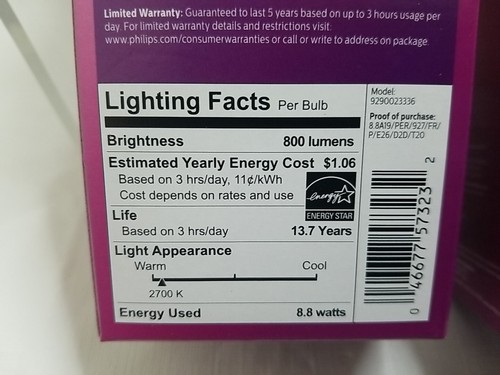 Limited Warranty: Guaranteed to last 5 years based on up to 3 hours usage per
day. For limited warranty details and restrictions visit
www.philips.com/consumerwarranties or call or write to address on package.
Lighting Facts Per Bulb
Brightness 800 lumens
Estimated Yearly Energy Cost $1.06
Based on 3 hrs/day, 11¢/kWh
Cost depends on rates and use
energy
ENERGY STAR
Life
Based on 3 hrs/day 13.7 Years
Light Appearance
Warm Cool
2700 K
Energy Used 8.8 watts
Model:
9290023336
Proof of purchase:
8.8A19/PER/927/FR/
P/E26/D2D/T20
0 46677 57323 2